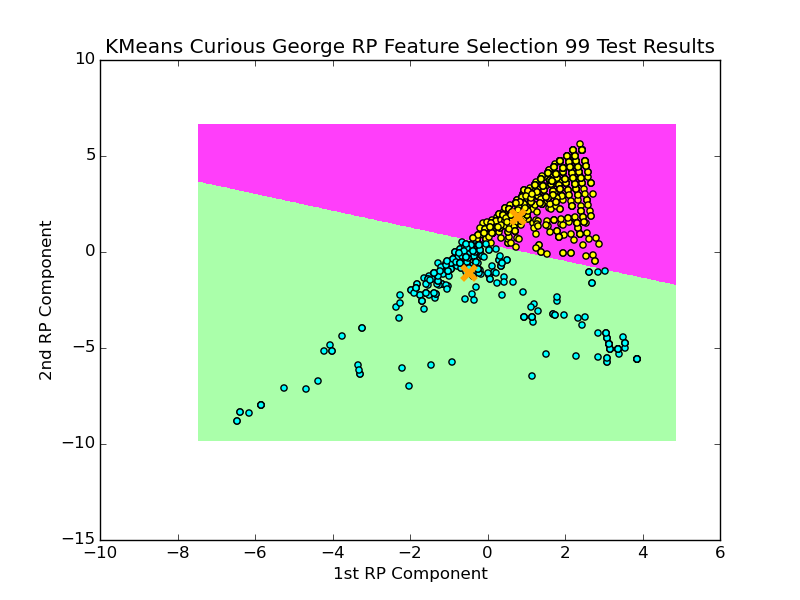 KMeans Curious George RP Feature Selection 99 Test Results
10
5
0
−5
−10
−15
2nd RP Component
−10 −8 −6 −4 −2 0 2 4 6
1st RP Component